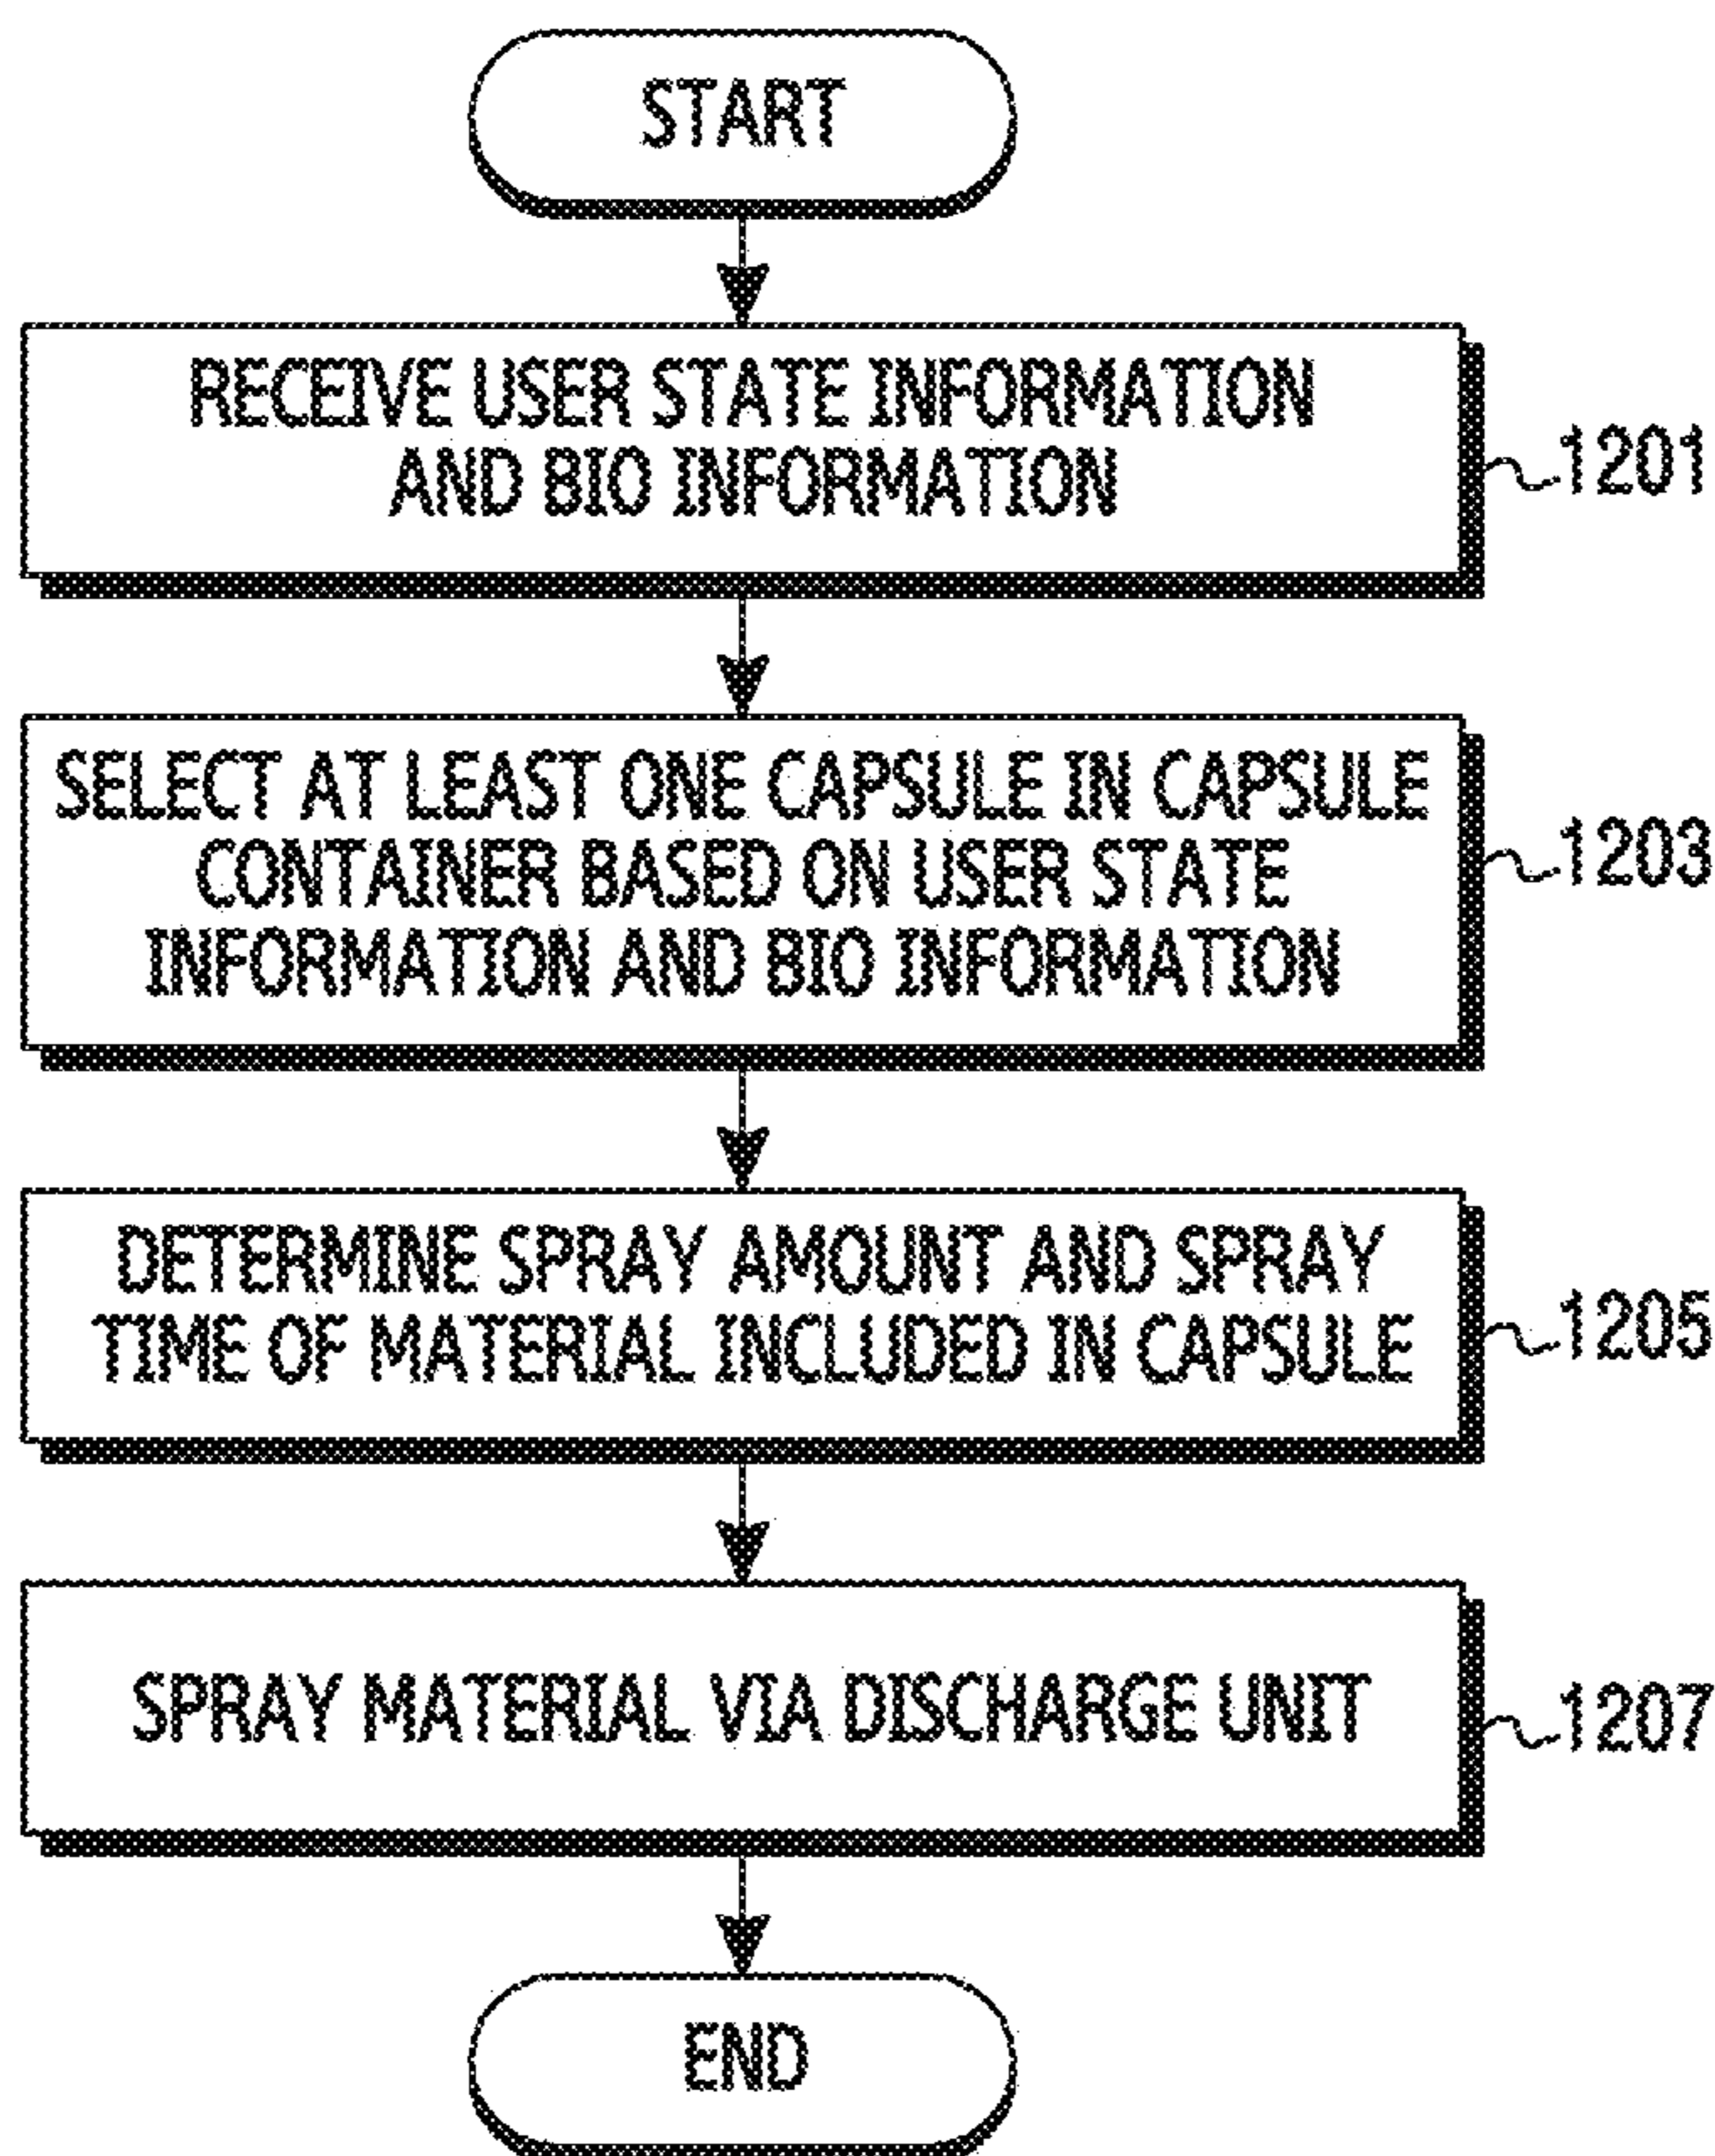 START
RECEIVE USER STATE INFORMATION
AND BIO INFORMATION
1201
SELECT AT LEAST ONE CAPSULE IN CAPSULE
CONTAINER BASED ON USER STATE
INFORMATION AND BIO INFORMATION
1203
DETERMINE SPRAY AMOUNT AND SPRAY
TIME OF MATERIAL INCLUDED IN CAPSULE
1205
SPRAY MATERIAL VIA DISCHARGE UNIT
1207
END